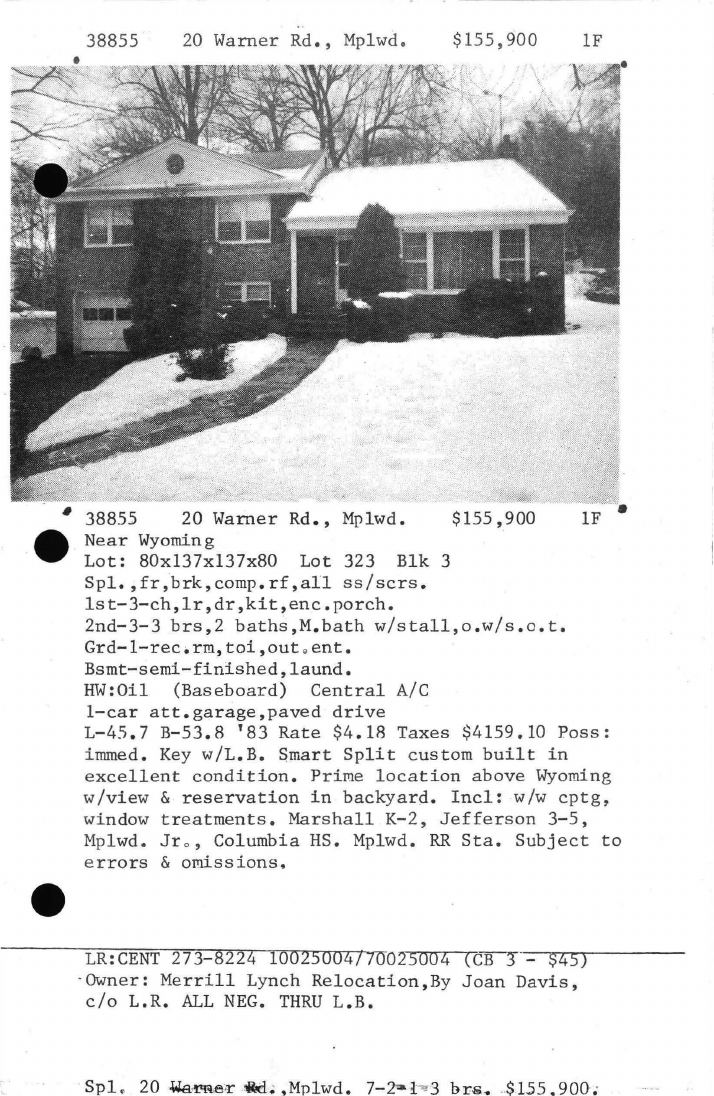 38855 20 Warner Rd., Mplwd. $155,900 1F
38855 20 Warner Rd., Mplwd. $155,900 1F
Near Wyoming
Lot: 80x137x137x80 Lot 323 Blk 3
Spl.,fr,brk,comp.rf,all ss/scrs.
1st-3-ch,lr,dr,kit,enc.porch.
2nd-3-3 brs,2 baths,M.bath w/stall,o.w/s.o.t.
Grd-1-rec.rm,toi,out.ent.
Bsmt-semi-finished,laund.
HW:Oil (Baseboard) Central A/C
1-car att.garage,paved drive
L-45.7 B-53.8 '83 Rate $4.18 Taxes $4159.10 Poss:
immed. Key w/L.B. Smart Split custom built in
excellent condition. Prime location above Wyoming
w/view & reservation in backyard. Incl: w/w cptg,
window treatments. Marshall K-2, Jefferson 3-5,
Mplwd. Jr., Columbia HS. Mplwd. RR Sta. Subject to
errors & omissions.
LR:CENT 273-8224 10025004/70025004 (CB 3 - $45)
Owner: Merrill Lynch Relocation,By Joan Davis,
c/o L.R. ALL NEG. THRU L.B.
Spl. 20 Warner Rd.,Mplwd. 7-2-1-3 brs. $155,900.